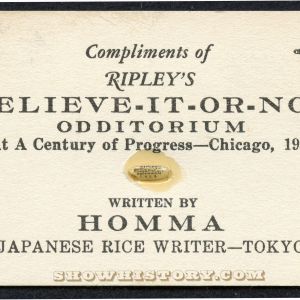 Compliments of
RIPLEY'S
ELIEVE-IT-OR-NO
ODDITORIUM
t A Century of Progress—Chicago, 19
WRITTEN BY
HOMMA
JAPANESE RICE WRITER—TOKYO
SHOWHISTORY.COM